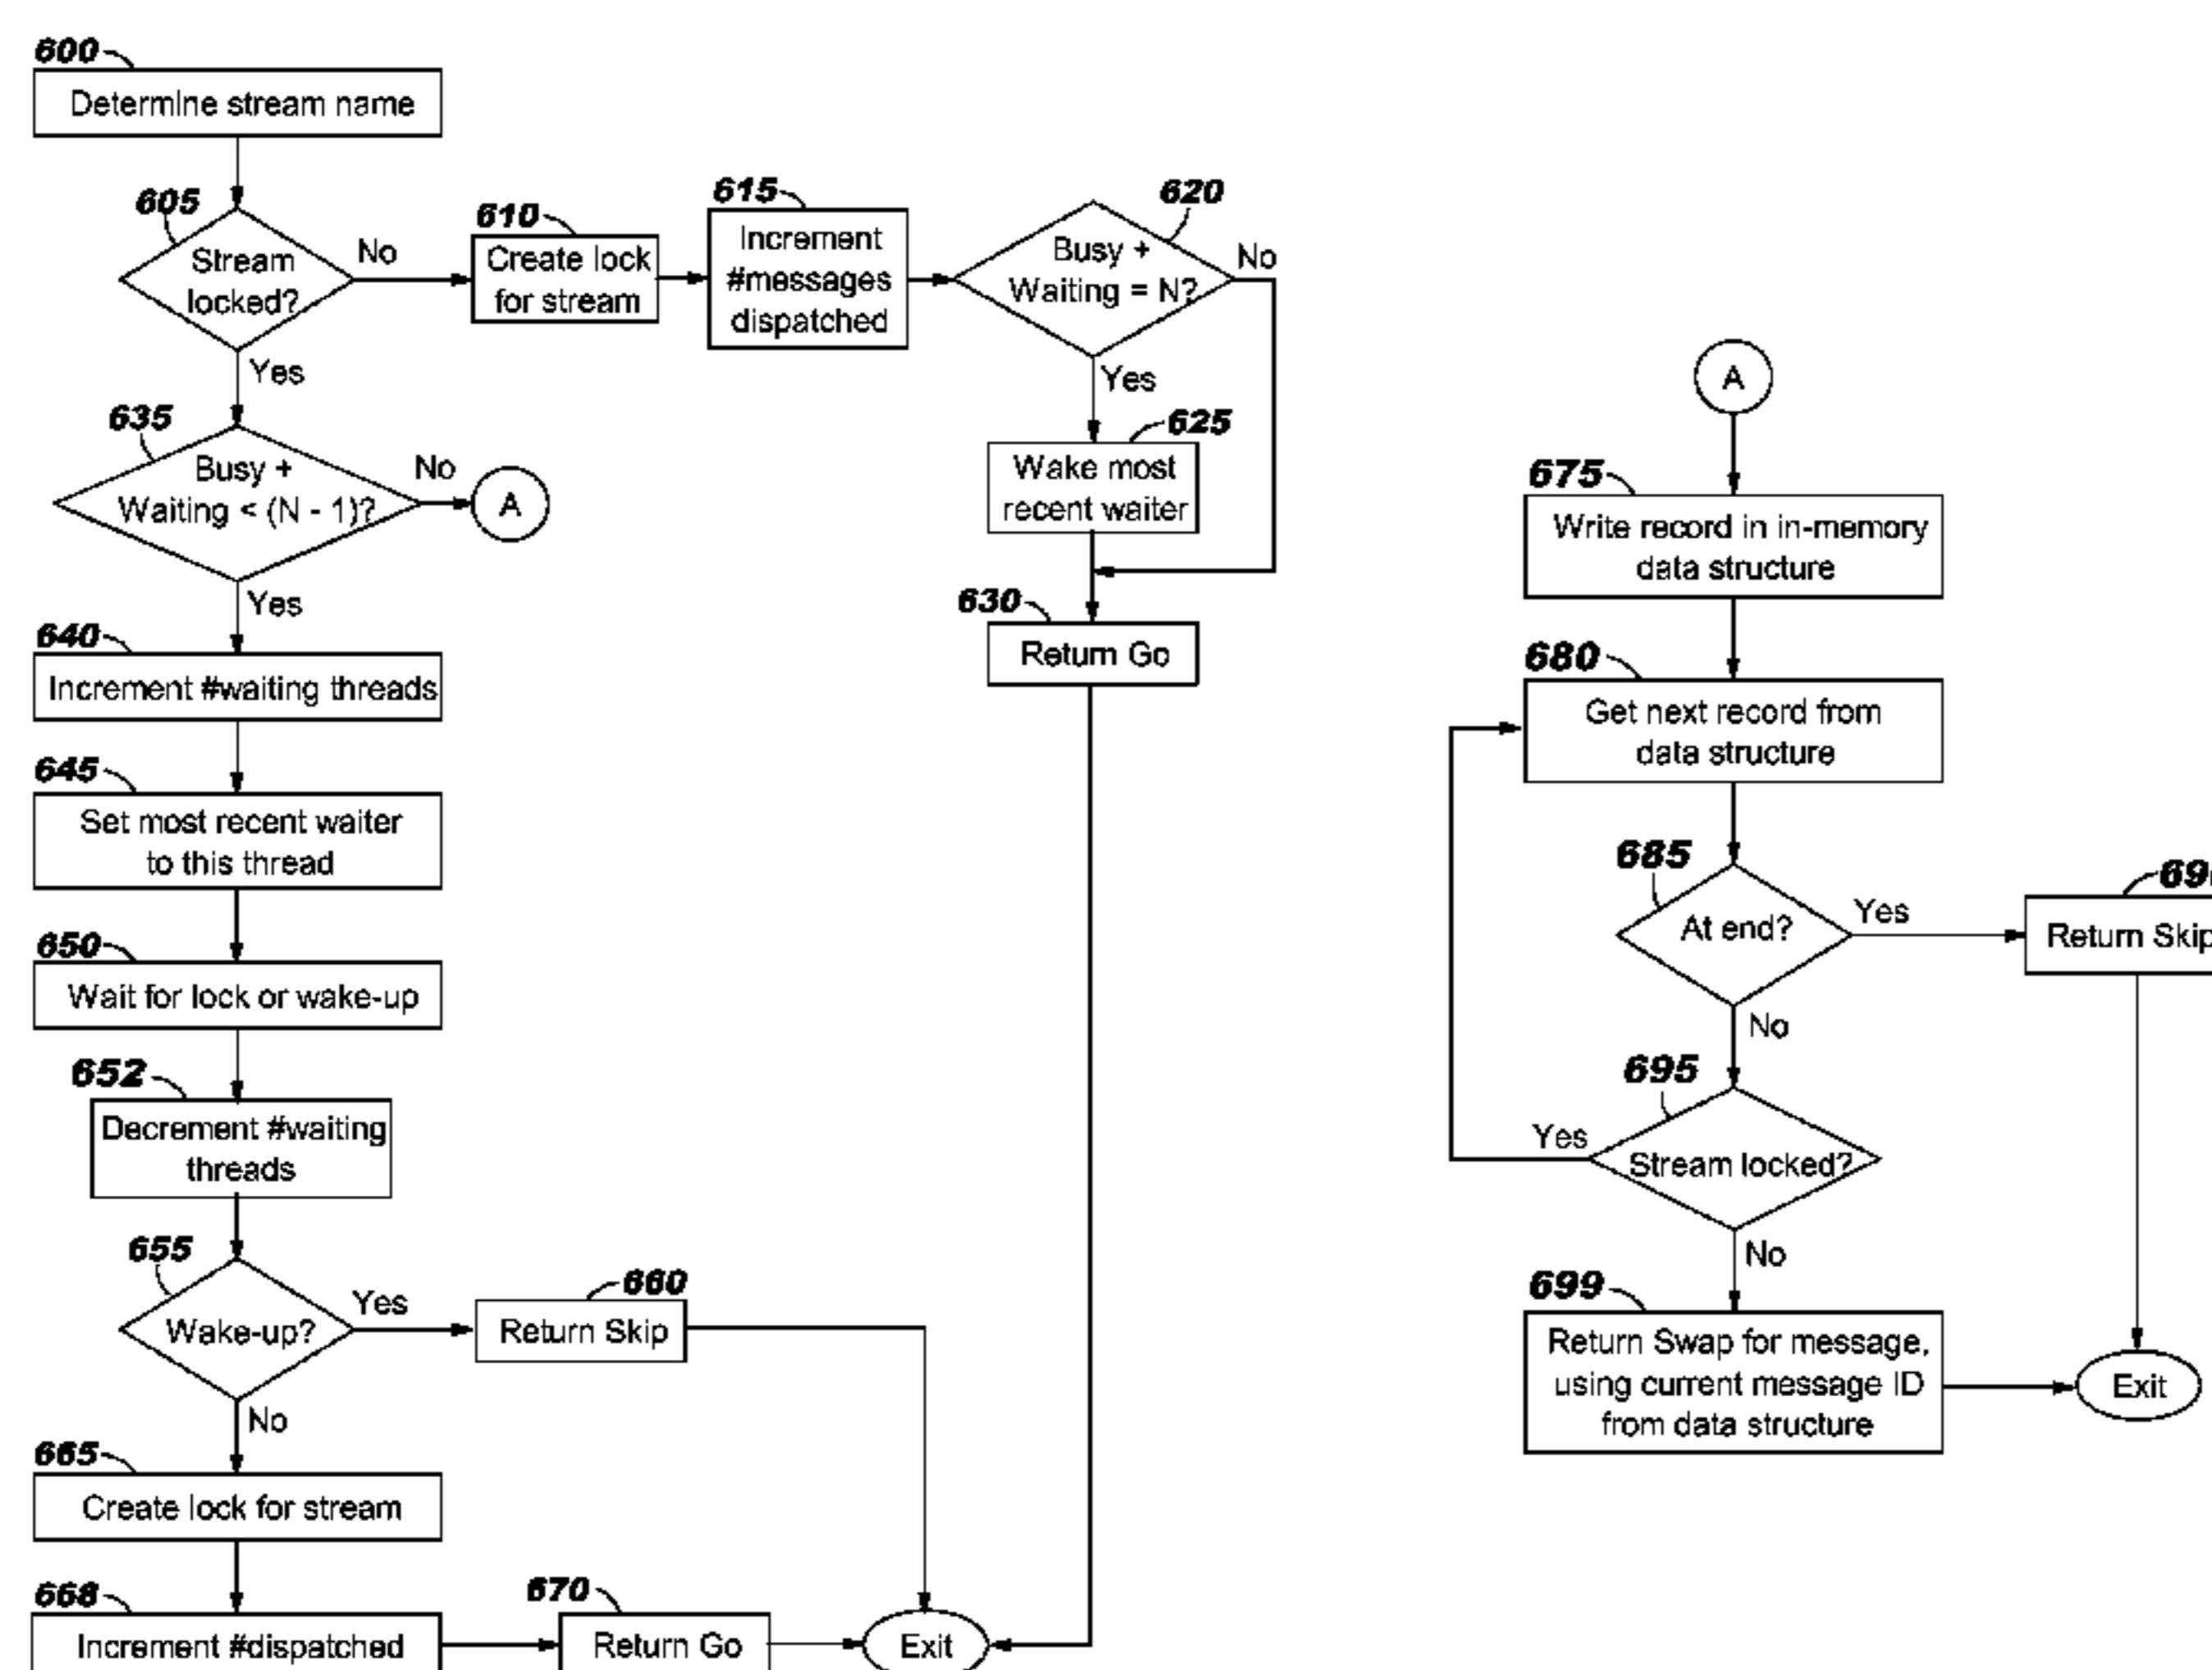 600
Determine stream name
605
Stream
locked?
No
Yes
610
Create lock
for stream
615
Increment
#messages
dispatched
620
Busy +
Waiting = N?
No
Yes
625
Wake most
recent waiter
630
Return Go
635
Busy +
Waiting < (N - 1)?
No
A
Yes
640
Increment #waiting threads
645
Set most recent waiter
to this thread
650
Wait for lock or wake-up
652
Decrement #waiting
threads
655
Wake-up?
Yes
660
Return Skip
No
665
Create lock for stream
668
Increment #dispatched
670
Return Go
Exit
A
675
Write record in in-memory
data structure
680
Get next record from
data structure
685
At end?
Yes
Return Skip
No
695
Stream locked?
Yes
No
699
Return Swap for message,
using current message ID
from data structure
Exit